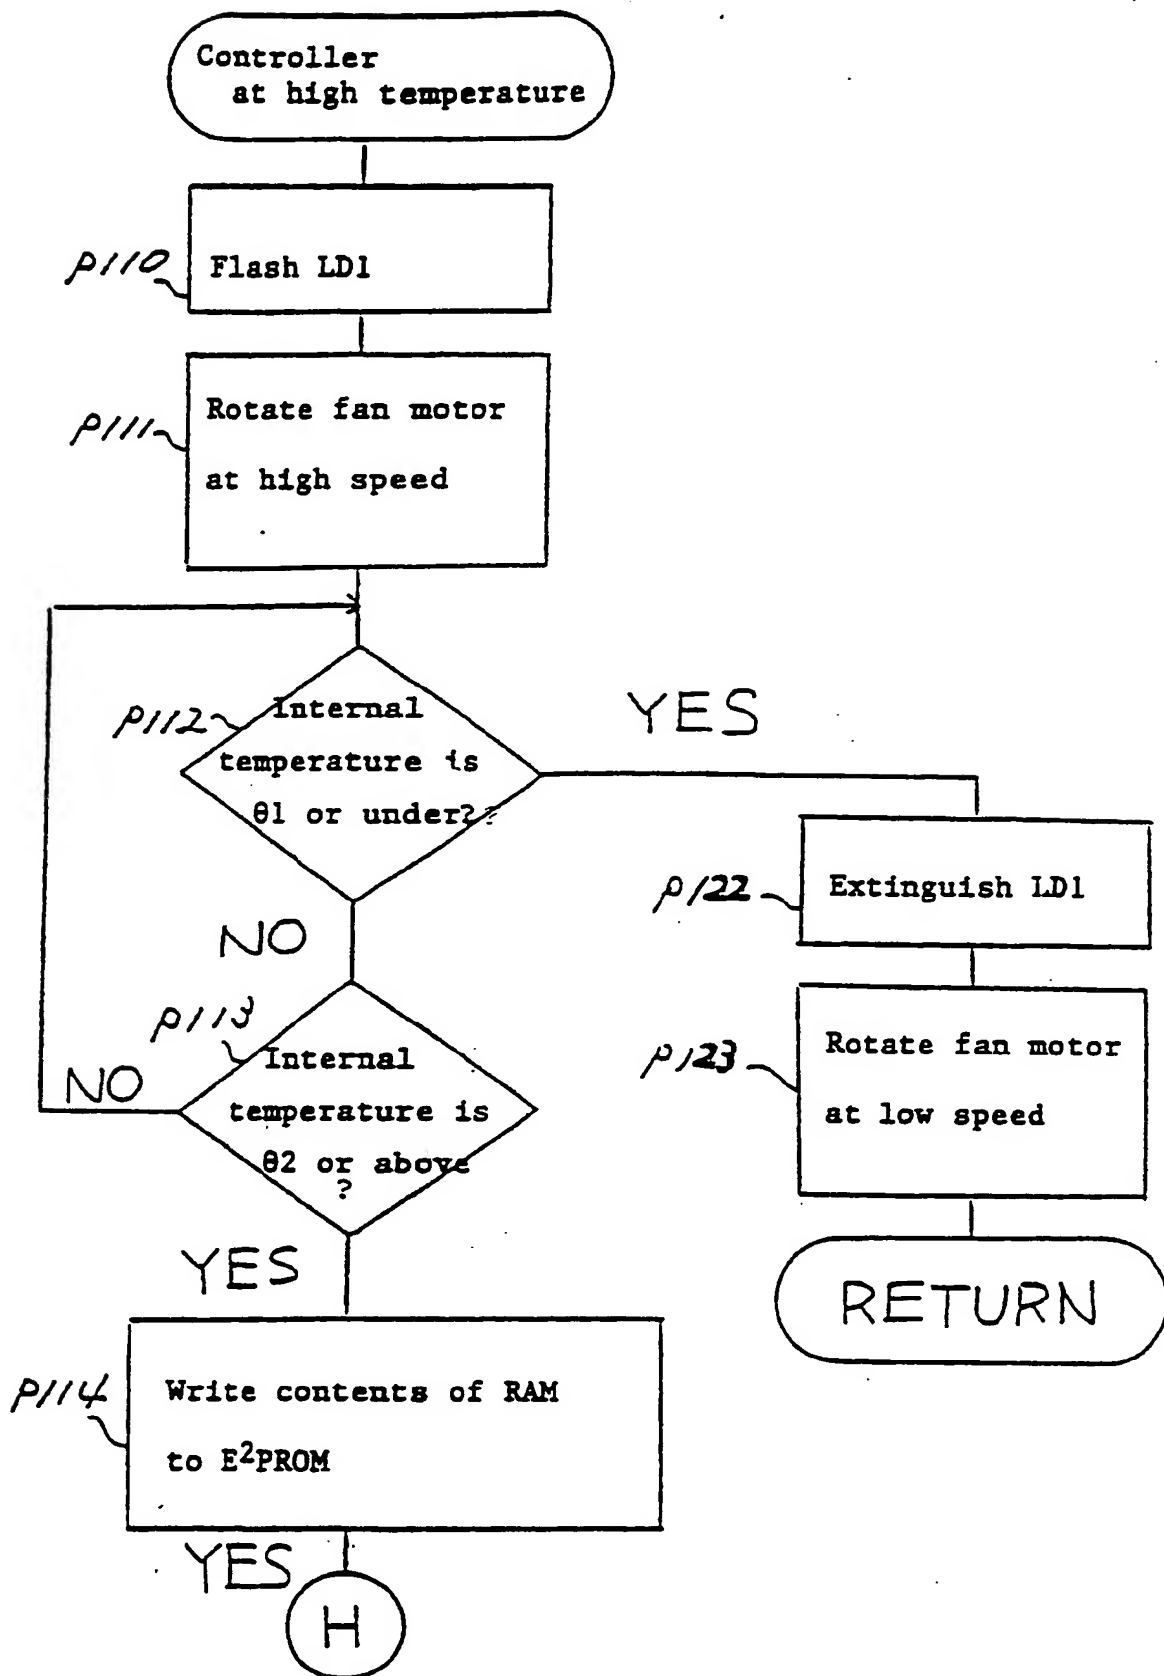 Controller
at high temperature
P110
Flash LD1
P111
Rotate fan motor
at high speed
P112
Internal
temperature is
θ1 or under??
YES
NO
P122
Extinguish LD1
P113
Internal
temperature is
θ2 or above
?
NO
P123
Rotate fan motor
at low speed
YES
RETURN
P114
Write contents of RAM
to E²PROM
YES
H